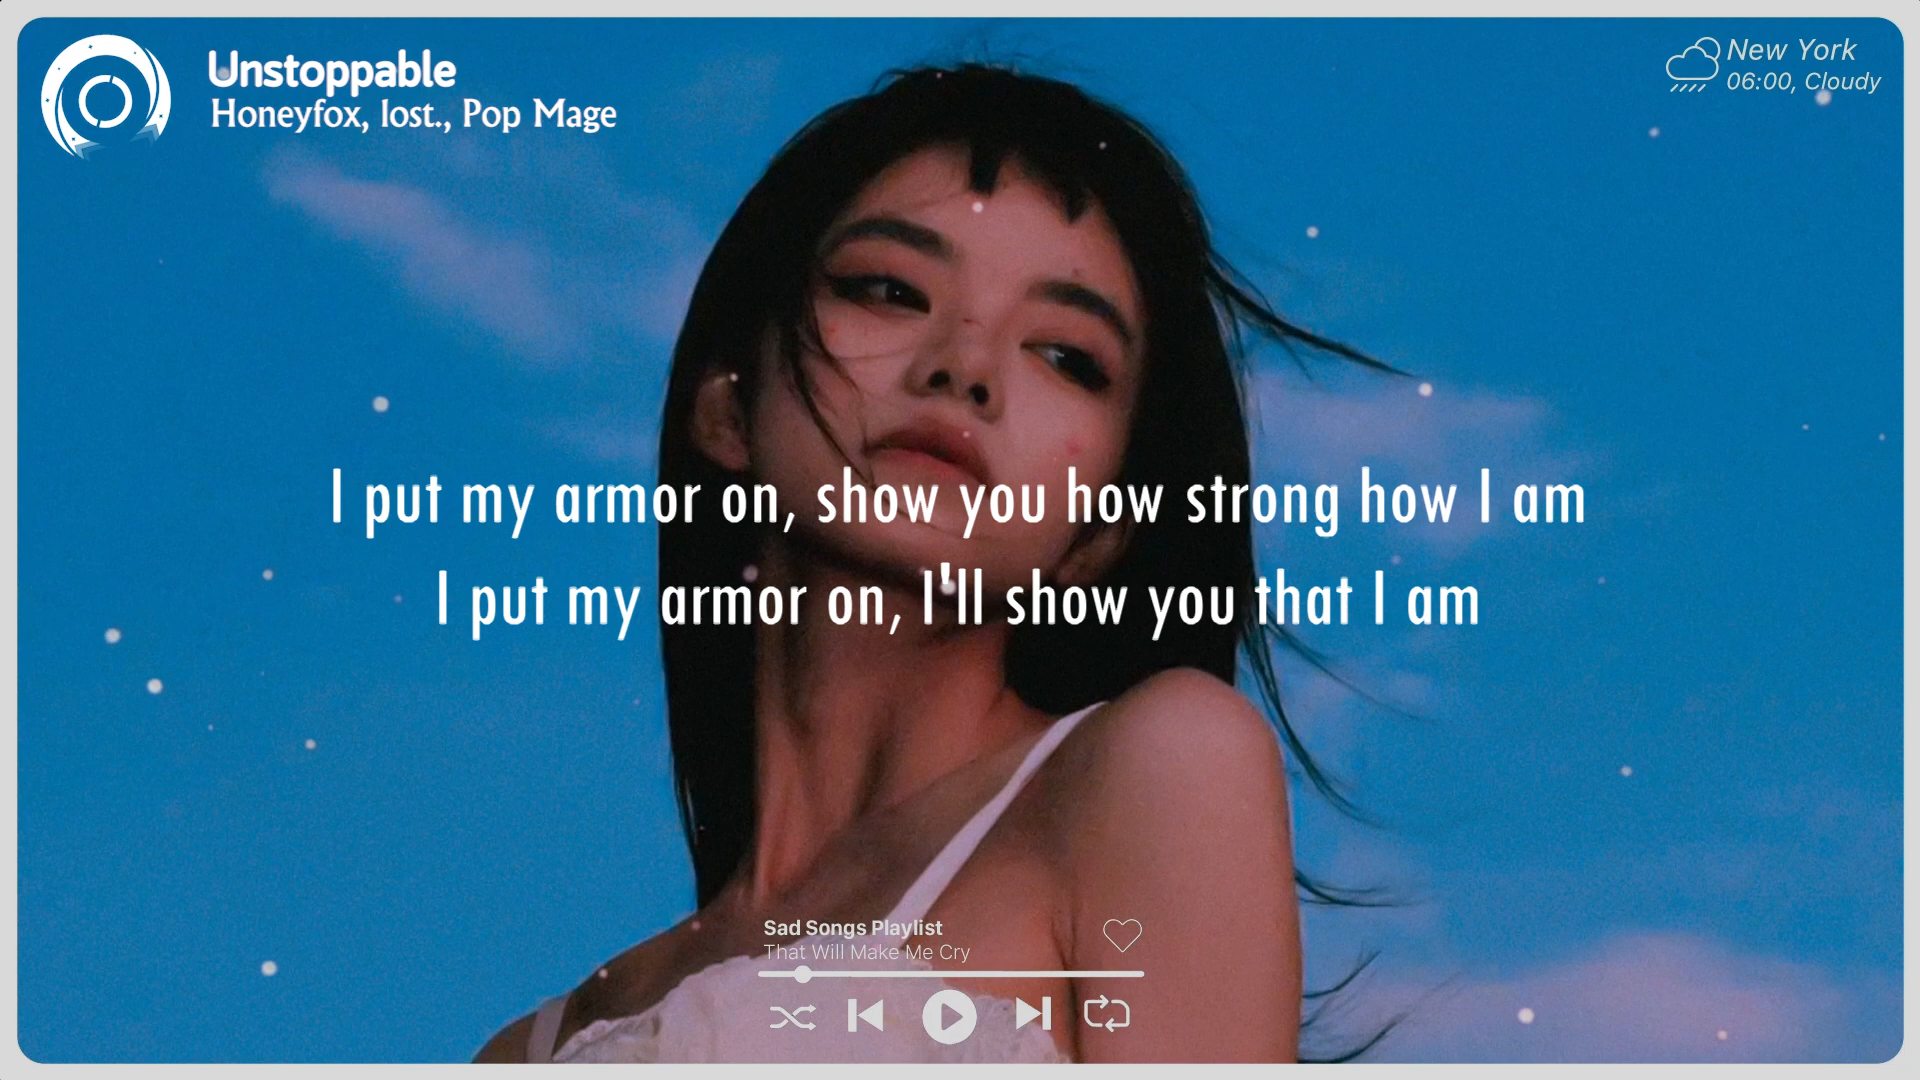 Unstoppable
Honeyfox, lost., Pop Mage
New York
06:00, Cloudy
I put my armor on, show you how strong how I am
I put my armor on, I'll show you that I am
Sad Songs Playlist
That Will Make Me Cry